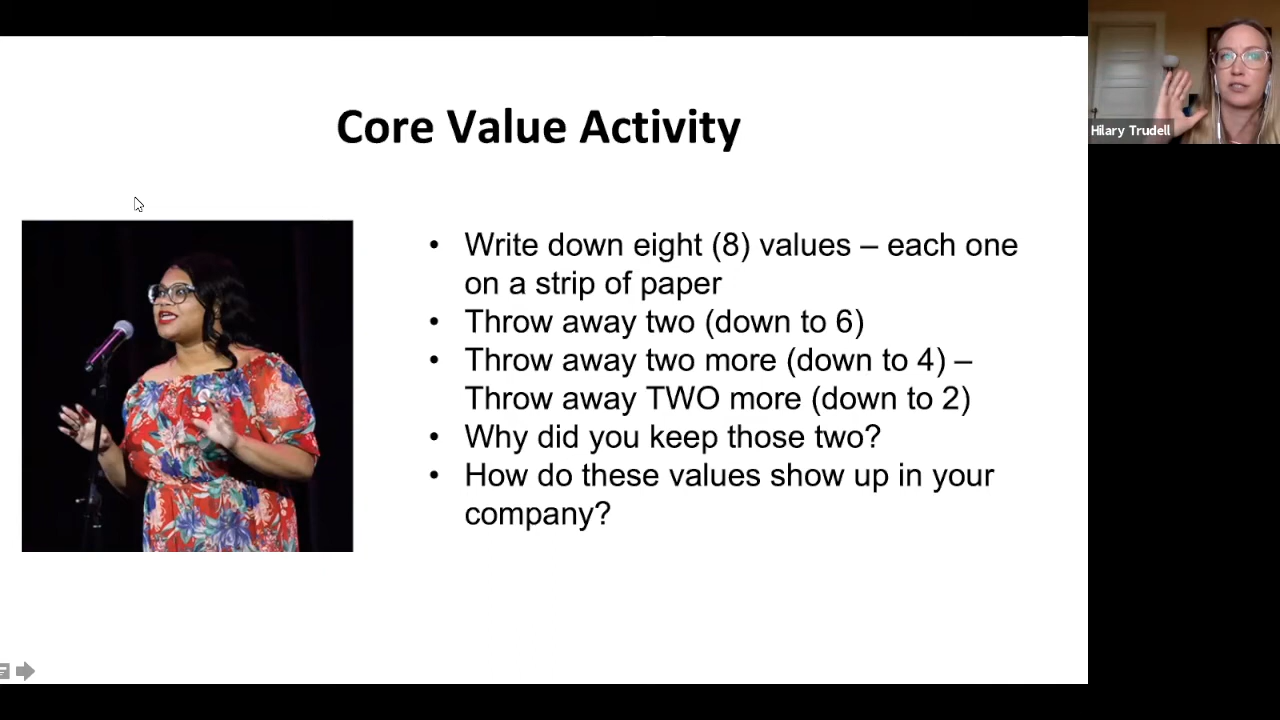 Core Value Activity
Hilary Trudell
• Write down eight (8) values – each one
on a strip of paper
• Throw away two (down to 6)
• Throw away two more (down to 4) –
Throw away TWO more (down to 2)
• Why did you keep those two?
• How do these values show up in your
company?